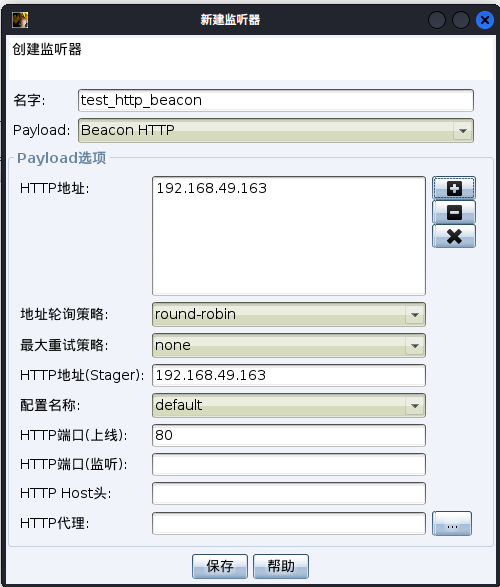 新建监听器
创建监听器
名字: test_http_beacon
Payload: Beacon HTTP
Payload选项
HTTP地址: 192.168.49.163
地址轮询策略: round-robin
最大重试策略: none
HTTP地址(Stager): 192.168.49.163
配置名称: default
HTTP端口(上线): 80
HTTP端口(监听):
HTTP Host头:
HTTP代理: ...
保存 帮助